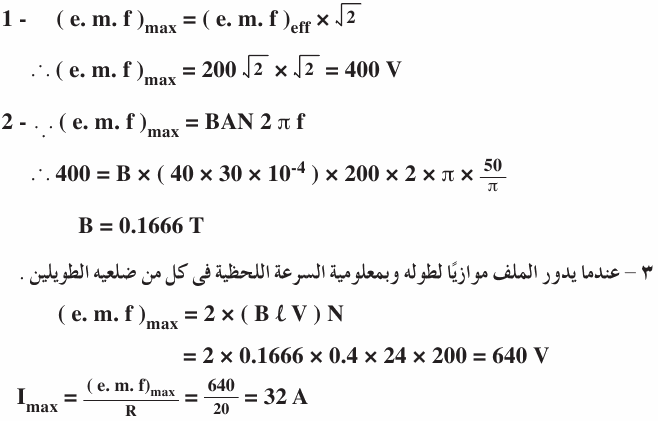 1 - ( e. m. f )max = ( e. m. f )eff × √2
∴ ( e. m. f )max = 200 √2 × √2 = 400 V
2 - ∵ ( e. m. f )max = BAN 2 π f
∴ 400 = B × ( 40 × 30 × 10⁻⁴ ) × 200 × 2 × π × 50/π
B = 0.1666 T
٣ – عندما يدور الملف موازيًا لطوله وبمعلومية السرعة اللحظية فى كل من ضلعيه الطويلين .
( e. m. f )max = 2 × ( B ℓ V ) N
= 2 × 0.1666 × 0.4 × 24 × 200 = 640 V
Imax = ( e. m. f)max/R = 640/20 = 32 A